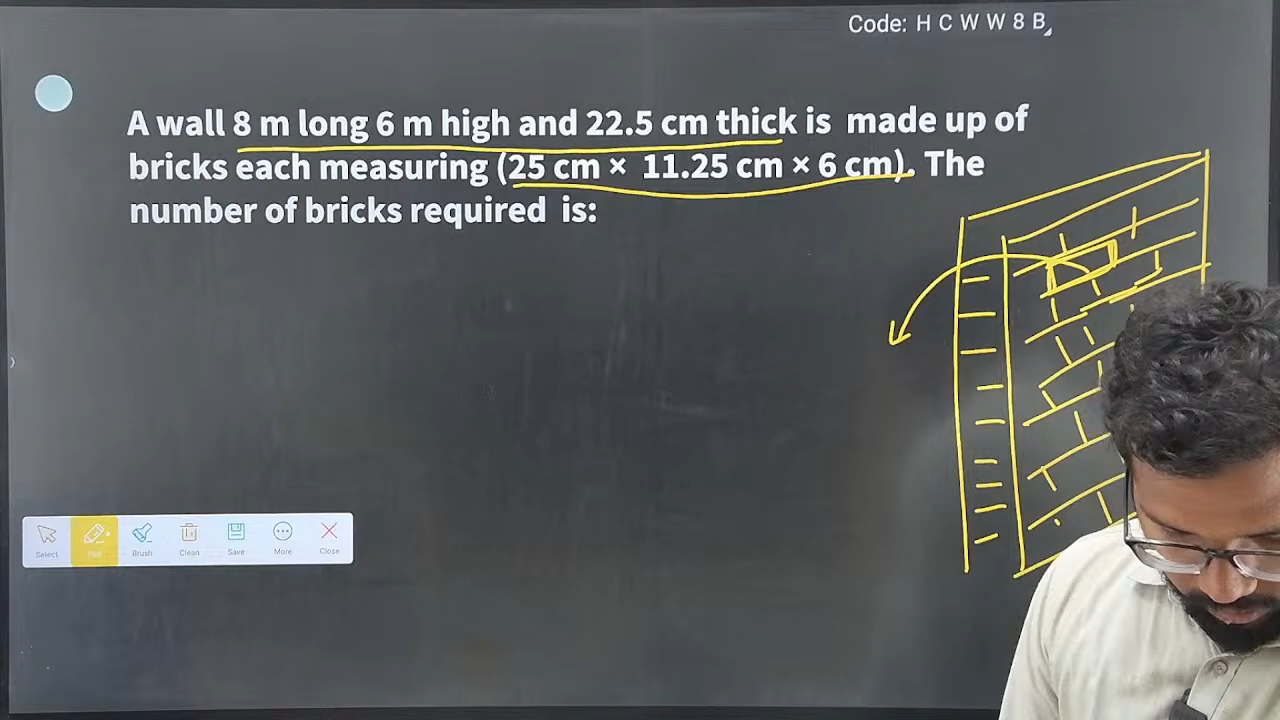 Code: H C W W 8 B
A wall 8 m long 6 m high and 22.5 cm thick is made up of
bricks each measuring (25 cm × 11.25 cm × 6 cm). The
number of bricks required is:
Select
Pen
Brush
Clean
Save
More
Close